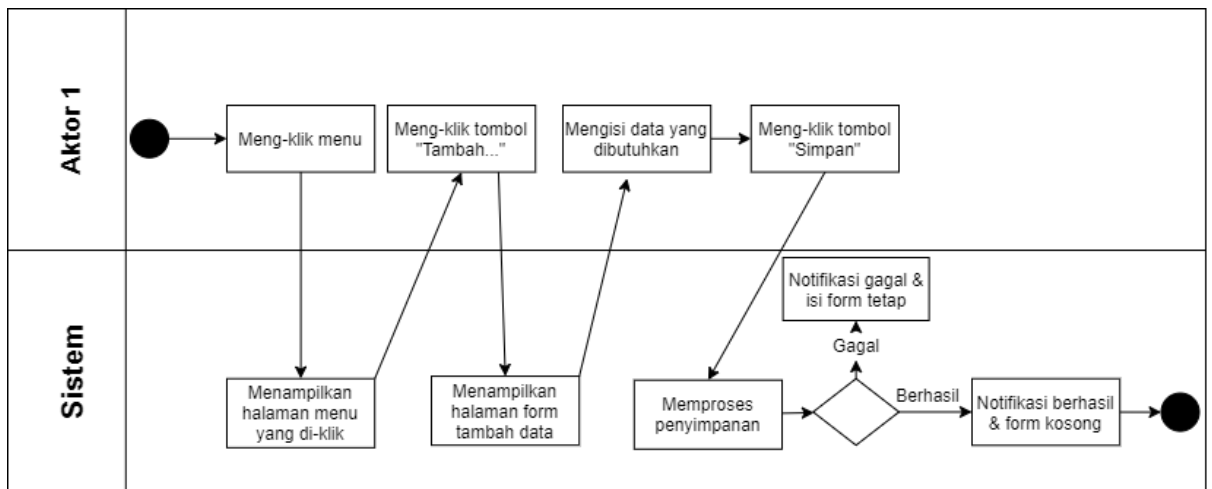 Aktor 1
Meng-klik menu
Meng-klik tombol
"Tambah..."
Mengisi data yang
dibutuhkan
Meng-klik tombol
"Simpan"
Sistem
Menampilkan
halaman menu
yang di-klik
Menampilkan
halaman form
tambah data
Memproses
penyimpanan
Notifikasi gagal &
isi form tetap
Gagal
Berhasil
Notifikasi berhasil
& form kosong